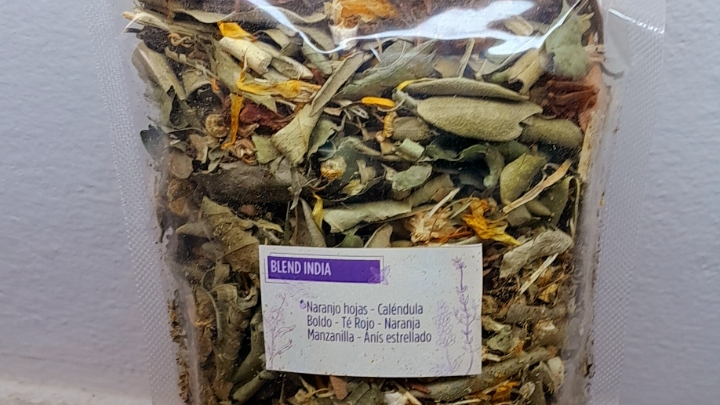 BLEND INDIA
Naranjo hojas - Caléndula
Boldo - Té Rojo - Naranja
Manzanilla - Anís estrellado